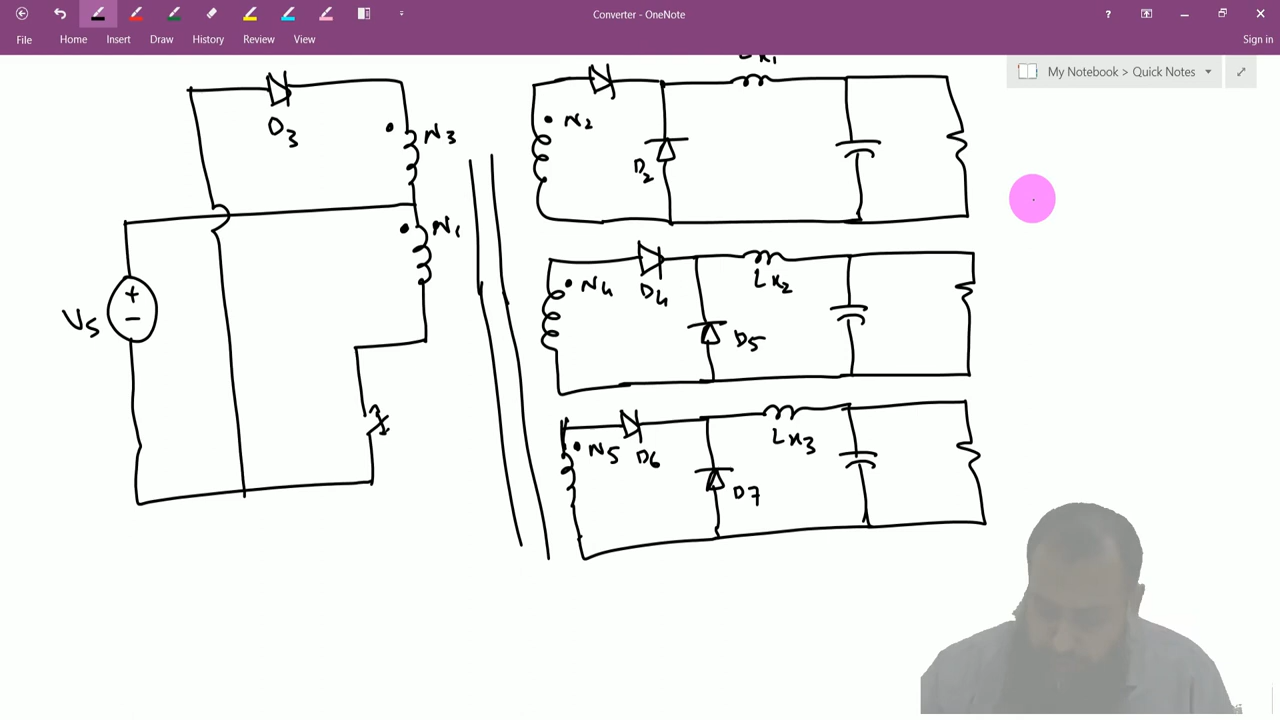 Converter - OneNote
?
File Home Insert Draw History Review View
Sign in
My Notebook > Quick Notes
D3
N3
N1
VS
+
−
N2
D2
Lx1
N4
D4
Lx2
D5
N5
D6
Lx3
D7